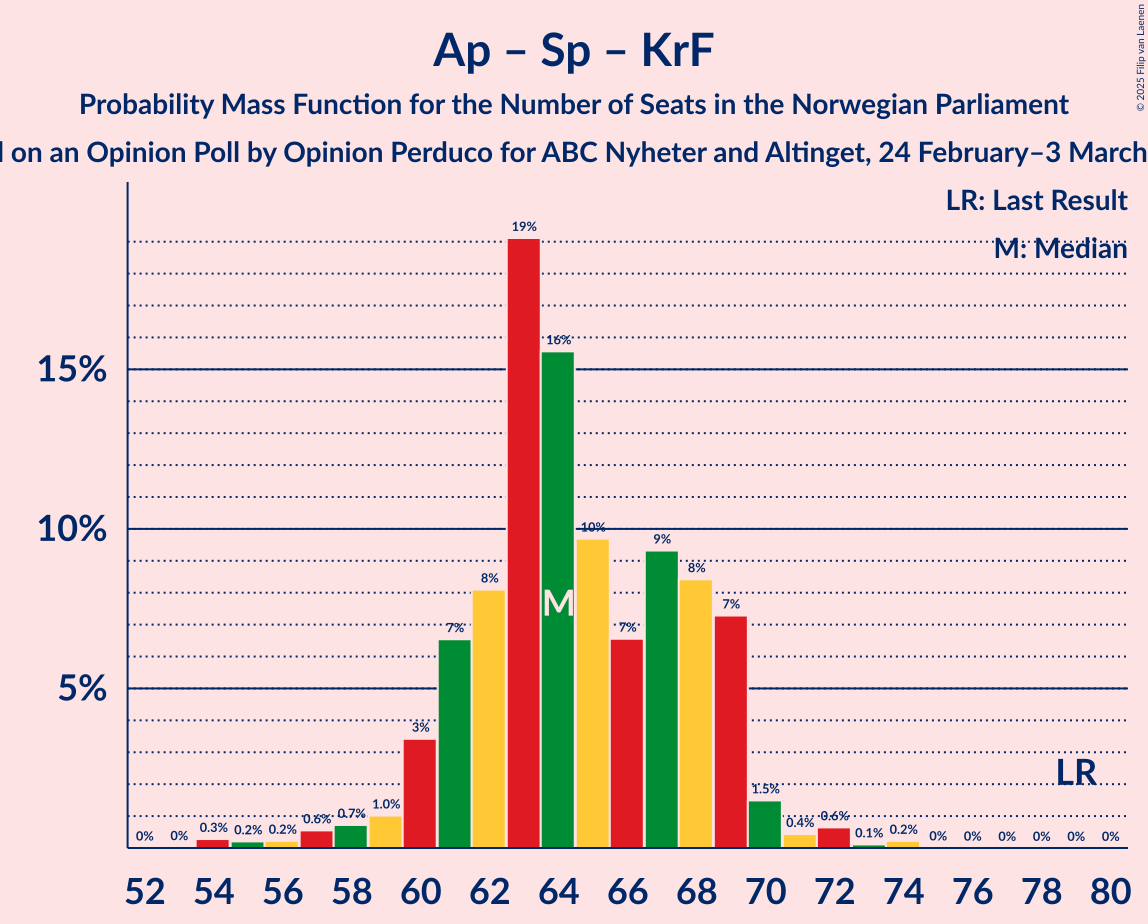 Ap – Sp – KrF
Probability Mass Function for the Number of Seats in the Norwegian Parliament
on an Opinion Poll by Opinion Perduco for ABC Nyheter and Altinget, 24 February–3 March
© 2025 Filip van Laenen
LR: Last Result
M: Median
15%
10%
5%
0% 0% 0.3% 0.2% 0.2% 0.6% 0.7% 1.0% 3% 7% 8% 19% 16% 10% 7% 9% 8% 7% 1.5% 0.4% 0.6% 0.1% 0.2% 0% 0% 0% 0% 0% 0%
M
LR
52 54 56 58 60 62 64 66 68 70 72 74 76 78 80